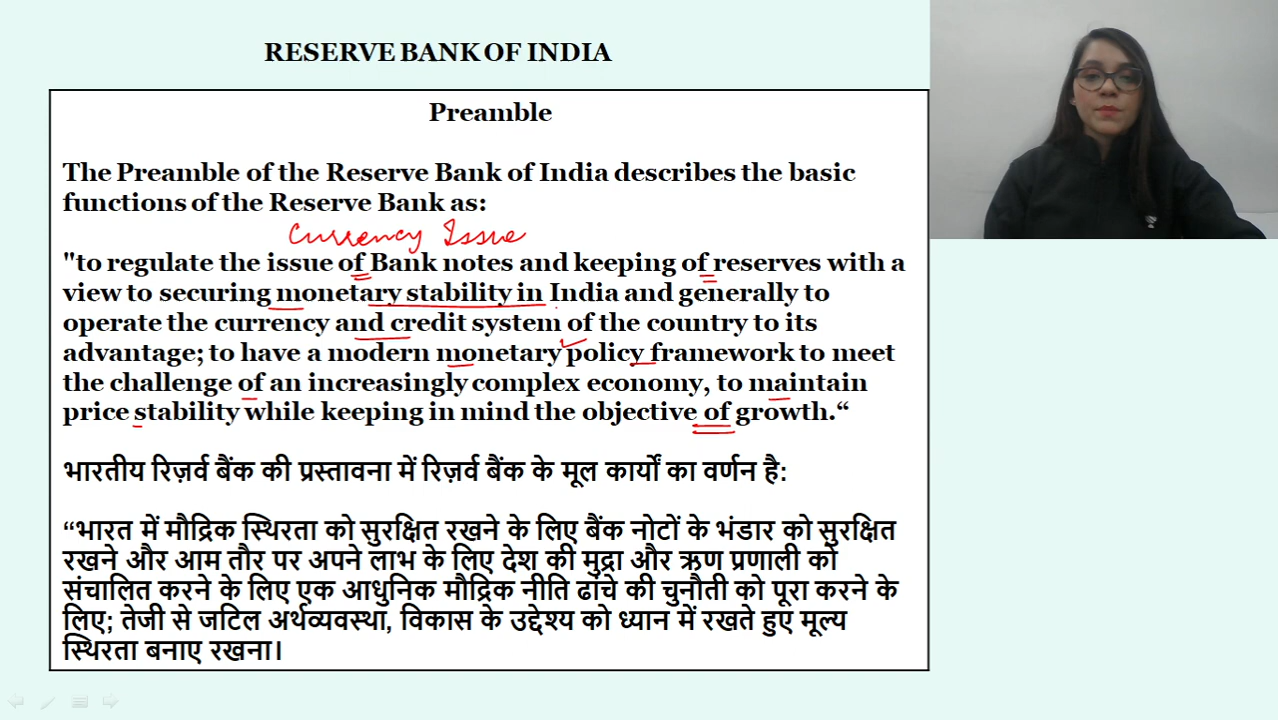 RESERVE BANK OF INDIA
Preamble
The Preamble of the Reserve Bank of India describes the basic
functions of the Reserve Bank as:
Currency Issue
"to regulate the issue of Bank notes and keeping of reserves with a
view to securing monetary stability in India and generally to
operate the currency and credit system of the country to its
advantage; to have a modern monetary policy framework to meet
the challenge of an increasingly complex economy, to maintain
price stability while keeping in mind the objective of growth.“
भारतीय रिज़र्व बैंक की प्रस्तावना में रिज़र्व बैंक के मूल कार्यों का वर्णन है:
“भारत में मौद्रिक स्थिरता को सुरक्षित रखने के लिए बैंक नोटों के भंडार को सुरक्षित
रखने और आम तौर पर अपने लाभ के लिए देश की मुद्रा और ऋण प्रणाली को
संचालित करने के लिए एक आधुनिक मौद्रिक नीति ढांचे की चुनौती को पूरा करने के
लिए; तेजी से जटिल अर्थव्यवस्था, विकास के उद्देश्य को ध्यान में रखते हुए मूल्य
स्थिरता बनाए रखना।